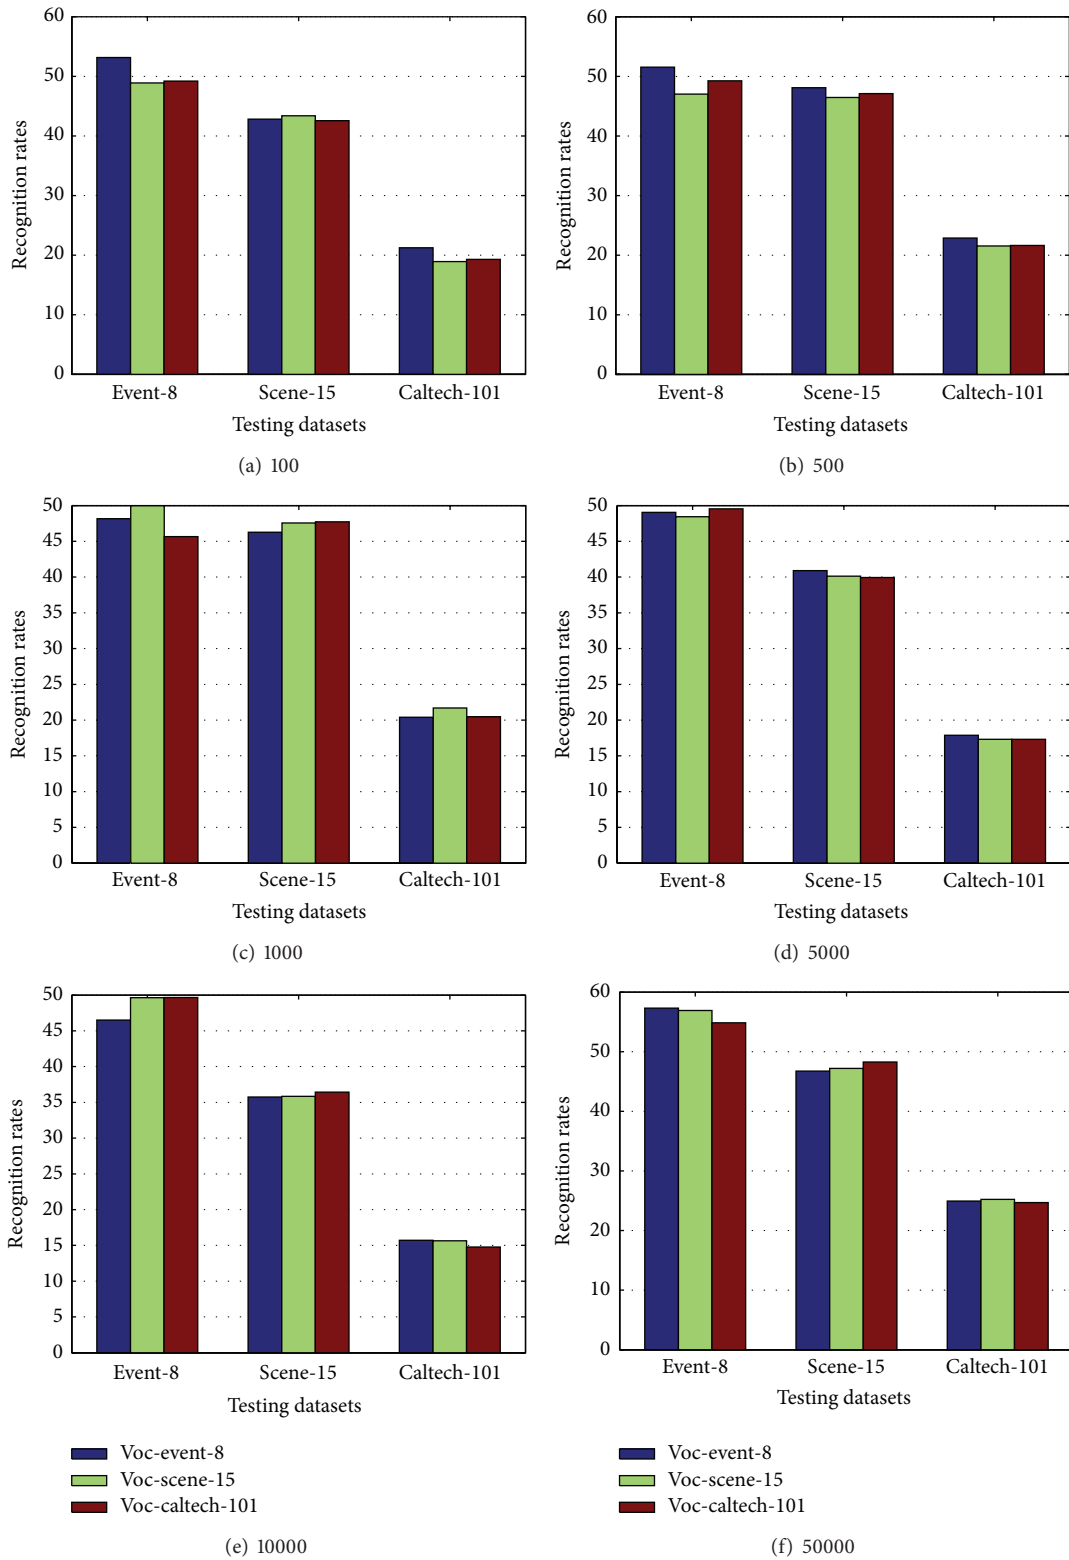 60
50
40
30
20
10
0
Recognition rates
Event-8 Scene-15 Caltech-101
Testing datasets
(a) 100
60
50
40
30
20
10
0
Recognition rates
Event-8 Scene-15 Caltech-101
Testing datasets
(b) 500
50
45
40
35
30
25
20
15
10
5
0
Recognition rates
Event-8 Scene-15 Caltech-101
Testing datasets
(c) 1000
50
45
40
35
30
25
20
15
10
5
0
Recognition rates
Event-8 Scene-15 Caltech-101
Testing datasets
(d) 5000
50
45
40
35
30
25
20
15
10
5
0
Recognition rates
Event-8 Scene-15 Caltech-101
Testing datasets
Voc-event-8
Voc-scene-15
Voc-caltech-101
(e) 10000
60
50
40
30
20
10
0
Recognition rates
Event-8 Scene-15 Caltech-101
Testing datasets
Voc-event-8
Voc-scene-15
Voc-caltech-101
(f) 50000